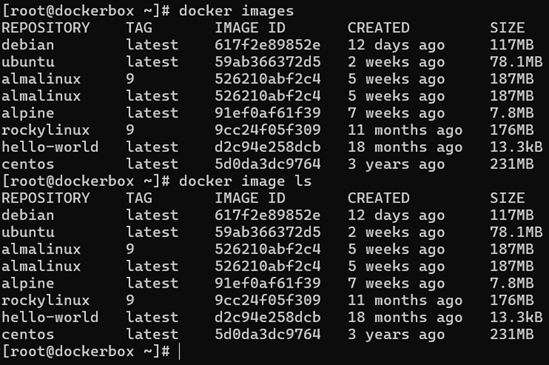 [root@dockerbox ~]# docker images
REPOSITORY TAG IMAGE ID CREATED SIZE
debian latest 617f2e89852e 12 days ago 117MB
ubuntu latest 59ab366372d5 2 weeks ago 78.1MB
almalinux 9 526210abf2c4 5 weeks ago 187MB
almalinux latest 526210abf2c4 5 weeks ago 187MB
alpine latest 91ef0af61f39 7 weeks ago 7.8MB
rockylinux 9 9cc24f05f309 11 months ago 176MB
hello-world latest d2c94e258dcb 18 months ago 13.3kB
centos latest 5d0da3dc9764 3 years ago 231MB
[root@dockerbox ~]# docker image ls
REPOSITORY TAG IMAGE ID CREATED SIZE
debian latest 617f2e89852e 12 days ago 117MB
ubuntu latest 59ab366372d5 2 weeks ago 78.1MB
almalinux 9 526210abf2c4 5 weeks ago 187MB
almalinux latest 526210abf2c4 5 weeks ago 187MB
alpine latest 91ef0af61f39 7 weeks ago 7.8MB
rockylinux 9 9cc24f05f309 11 months ago 176MB
hello-world latest d2c94e258dcb 18 months ago 13.3kB
centos latest 5d0da3dc9764 3 years ago 231MB
[root@dockerbox ~]#